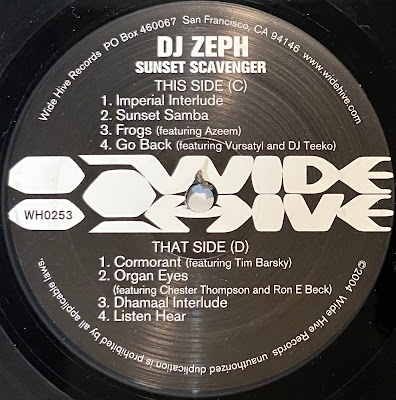 Wide Hive Records PO Box 460067 San Francisco, CA 94146 www.widehive.com
DJ ZEPH
SUNSET SCAVENGER
THIS SIDE (C)
1. Imperial Interlude
2. Sunset Samba
3. Frogs (featuring Azeem)
4. Go Back (featuring Vursatyl and DJ Teeko)
WIDE
HIVE
WH0253
THAT SIDE (D)
1. Cormorant (featuring Tim Barsky)
2. Organ Eyes
(featuring Chester Thompson and Ron E Beck)
3. Dhamaal Interlude
4. Listen Hear
©2004 Wide Hive Records unauthorized duplication is prohibited by all applicable laws.